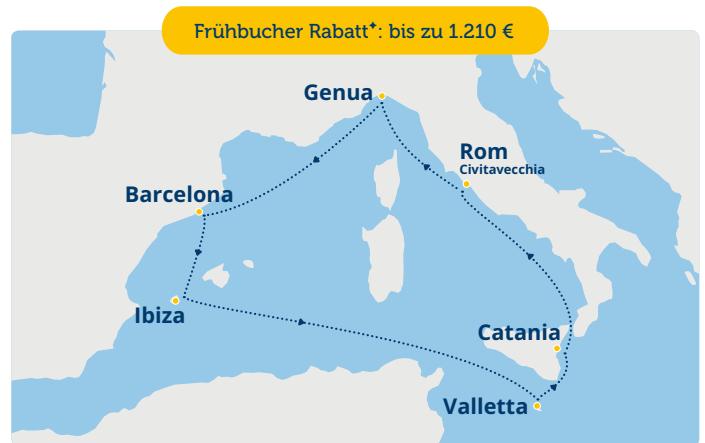 Frühbucher Rabatt✦: bis zu 1.210 €
Genua
Rom
Civitavecchia
Barcelona
Ibiza
Catania
Valletta